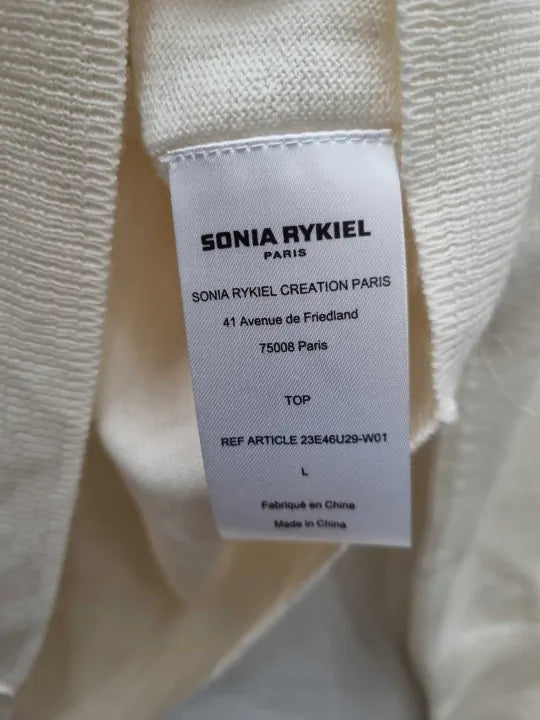 SONIA RYKIEL
PARIS
SONIA RYKIEL CREATION PARIS
41 Avenue de Friedland
75008 Paris
TOP
REF ARTICLE 23E46U29-W01
L
Fabriqué en China
Made in China